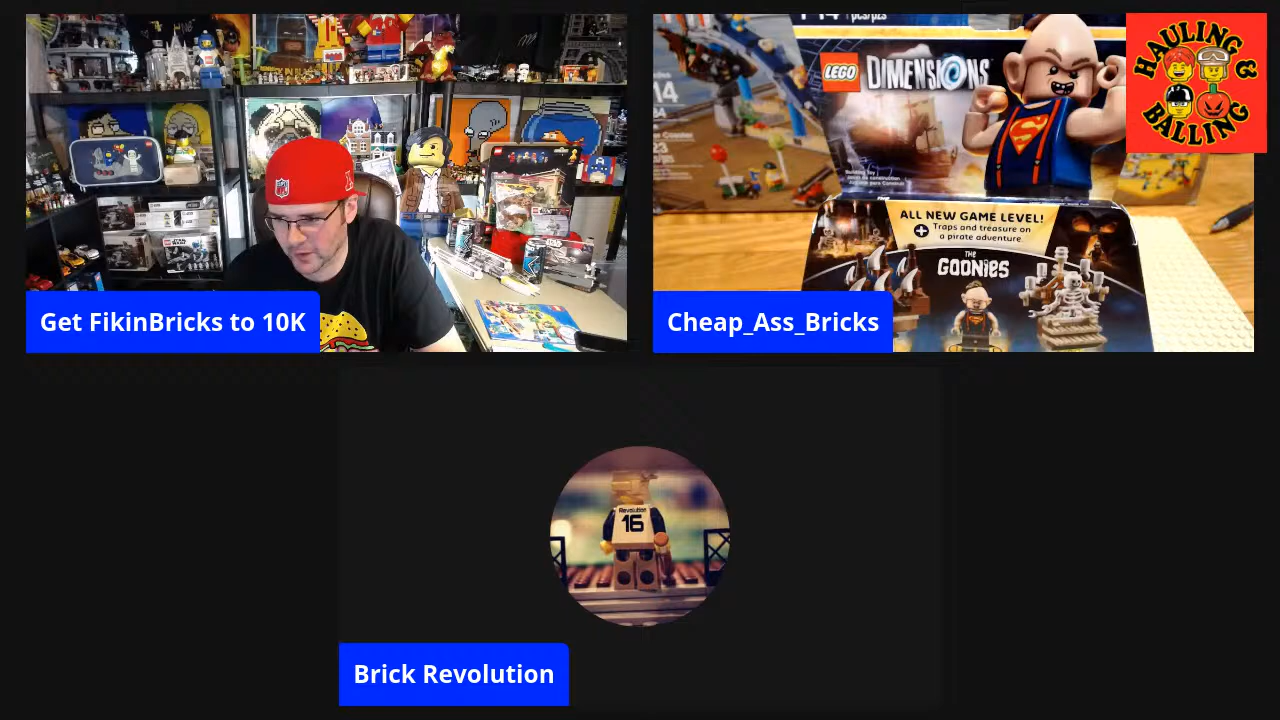 Get FikinBricks to 10K
LEGO
DIMENSIONS
ALL NEW GAME LEVEL!
+ Traps and treasure on
a pirate adventure.
THE
GOONIES
Cheap_Ass_Bricks
HAULING &
BALLING
Revolution
16
Brick Revolution